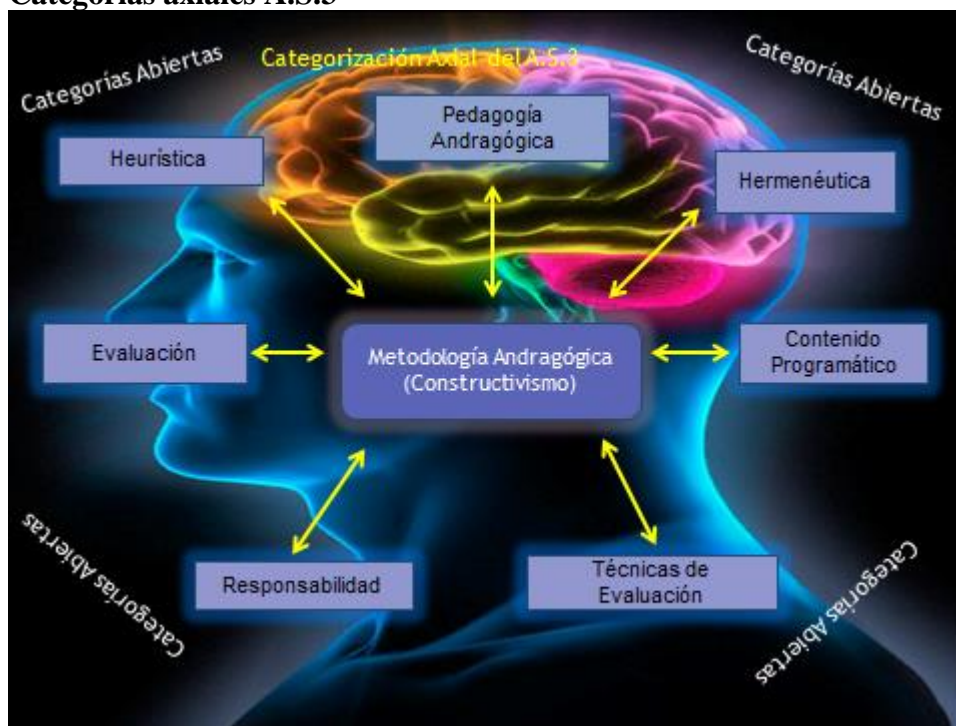 Categorías axiales A.S.3
Categorías Abiertas
Categorización Axial del A.S.3
Categorías Abiertas
Pedagogía
Andragógica
Heurística
Hermenéutica
Evaluación
Metodología Andragógica
(Constructivismo)
Contenido
Programático
Categorías Abiertas
Responsabilidad
Técnicas de
Evaluación
Categorías Abiertas